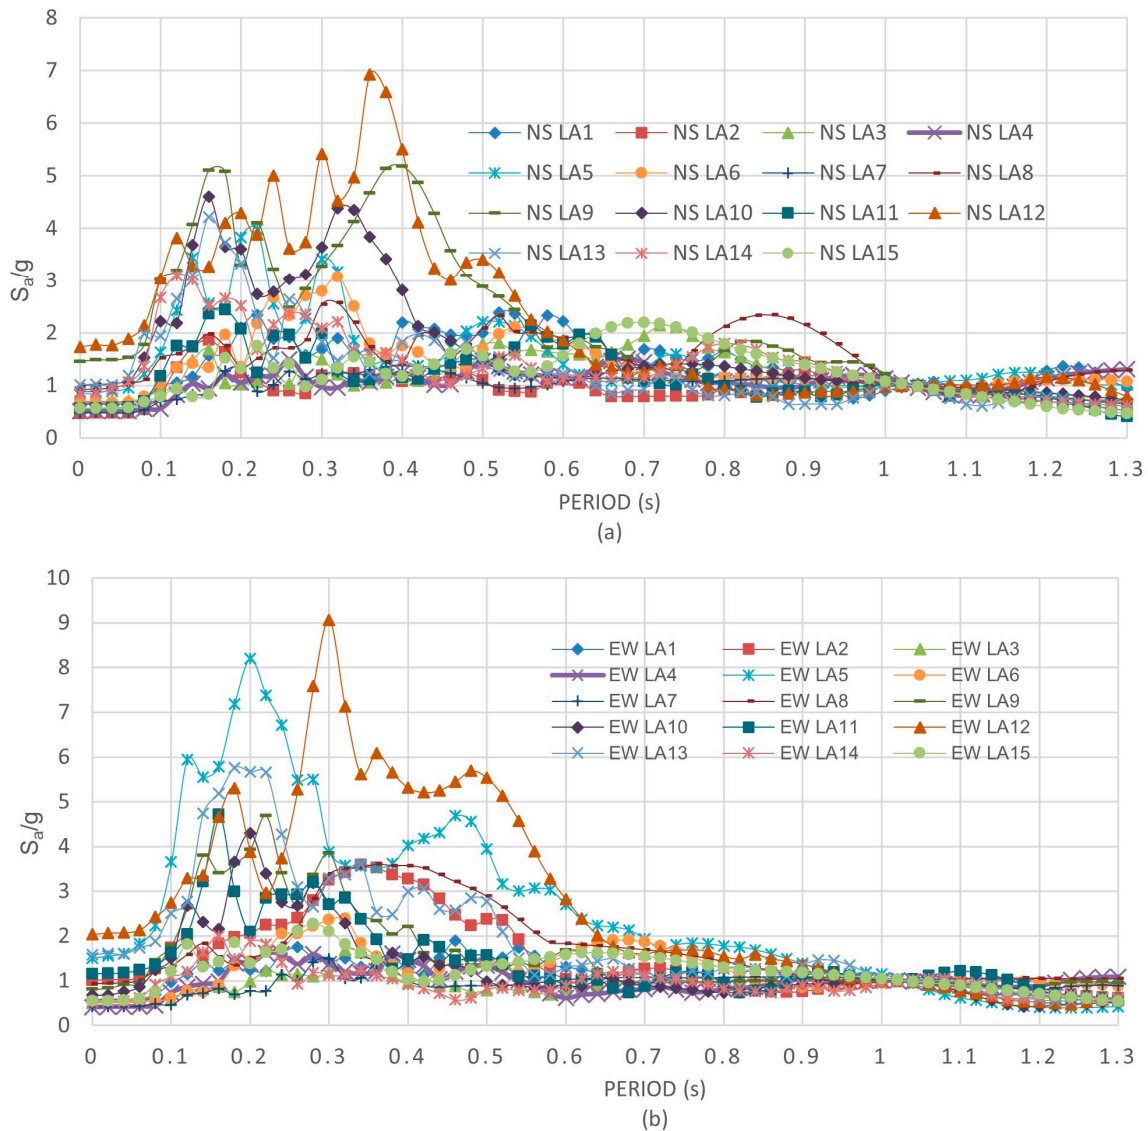 8
7
6
5
4
3
2
1
0
Sa/g
NS LA1 NS LA2 NS LA3 NS LA4
NS LA5 NS LA6 NS LA7 NS LA8
NS LA9 NS LA10 NS LA11 NS LA12
NS LA13 NS LA14 NS LA15
0 0.1 0.2 0.3 0.4 0.5 0.6 0.7 0.8 0.9 1 1.1 1.2 1.3
PERIOD (s)
(a)
10
9
8
7
6
5
4
3
2
1
0
Sa/g
EW LA1 EW LA2 EW LA3
EW LA4 EW LA5 EW LA6
EW LA7 EW LA8 EW LA9
EW LA10 EW LA11 EW LA12
EW LA13 EW LA14 EW LA15
0 0.1 0.2 0.3 0.4 0.5 0.6 0.7 0.8 0.9 1 1.1 1.2 1.3
PERIOD (s)
(b)